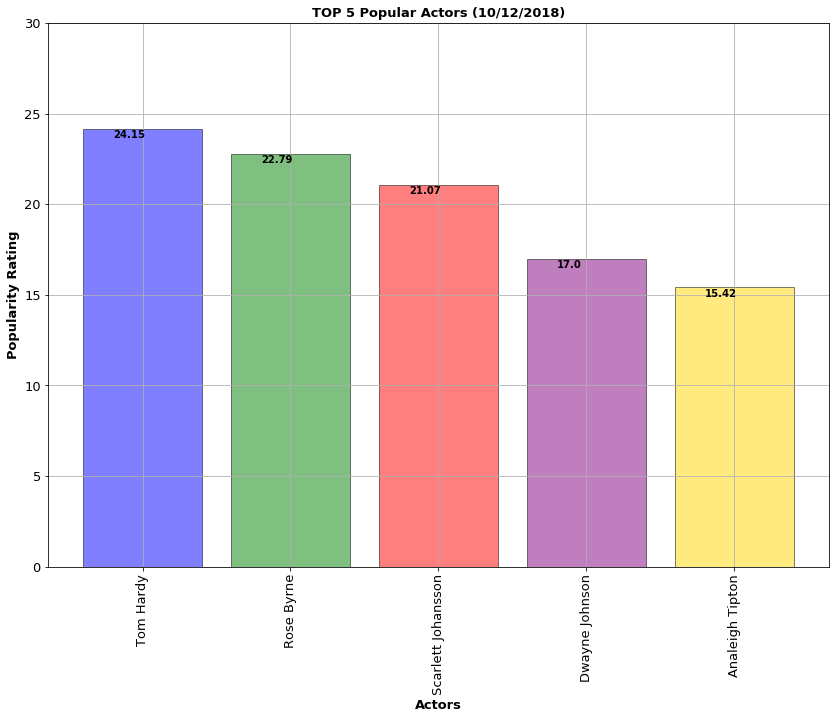 TOP 5 Popular Actors (10/12/2018)
Popularity Rating
30
25
20
15
10
5
0
24.15
22.79
21.07
17.0
15.42
Tom Hardy
Rose Byrne
Scarlett Johansson
Dwayne Johnson
Analeigh Tipton
Actors